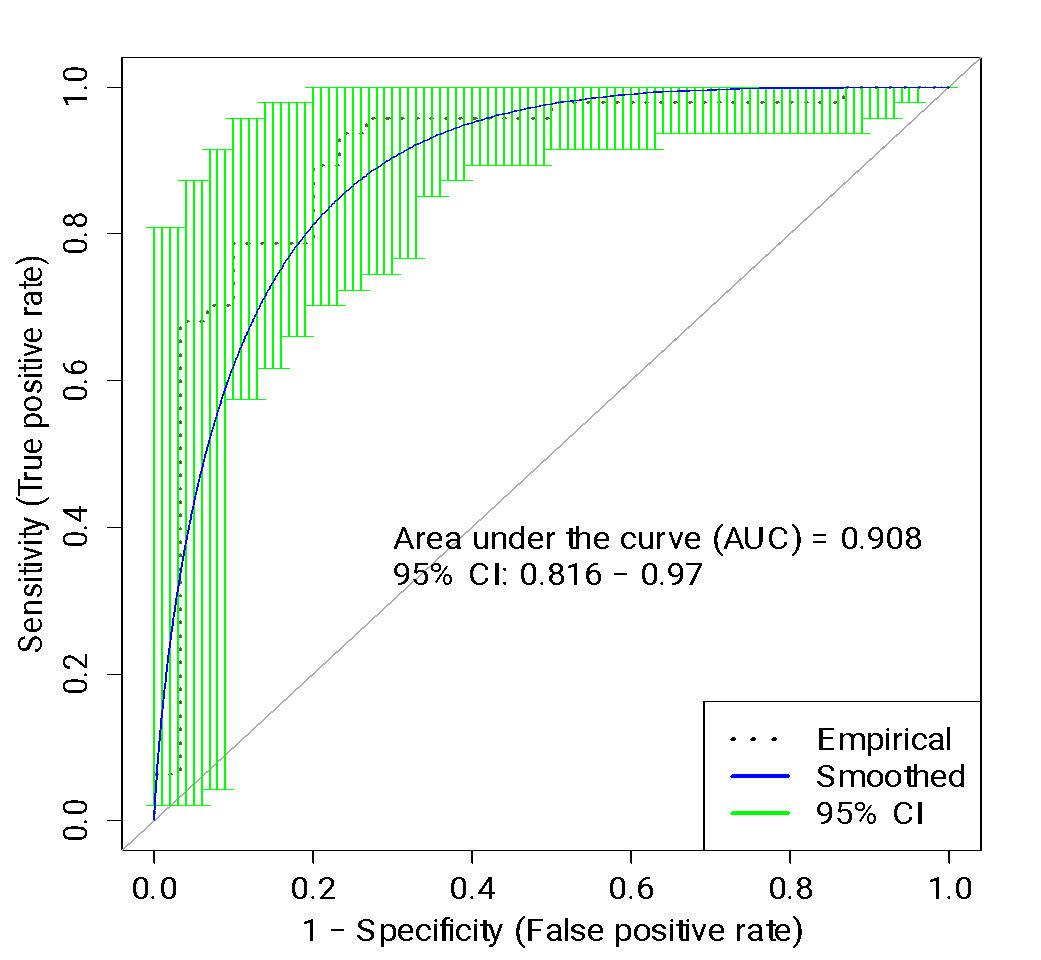 Sensitivity (True positive rate)
1.0
0.8
0.6
0.4
0.2
0.0
Area under the curve (AUC) = 0.908
95% CI: 0.816 – 0.97
Empirical
Smoothed
95% CI
0.0 0.2 0.4 0.6 0.8 1.0
1 – Specificity (False positive rate)